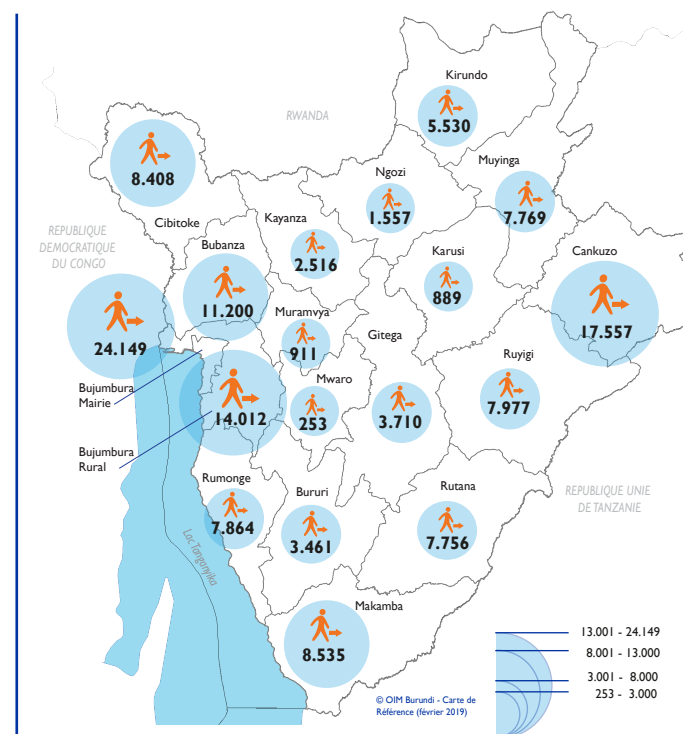 Kirundo
5.530
RWANDA
8.408
Cibitoke
Ngozi
1.557
Muyinga
7.769
REPUBLIQUE
DEMOCRATIQUE
DU CONGO
Kayanza
2.516
Bubanza
11.200
Karusi
889
Cankuzo
17.557
24.149
Muramvya
911
Gitega
3.710
Ruyigi
7.977
Mwaro
253
Bujumbura
Mairie
14.012
Bujumbura
Rural
Rumonge
7.864
Bururi
3.461
Rutana
7.756
REPUBLIQUE UNIE
DE TANZANIE
Lac Tanganyika
Makamba
8.535
13.001 - 24.149
8.001 - 13.000
3.001 - 8.000
253 - 3.000
© OIM Burundi - Carte de
Référence (février 2019)